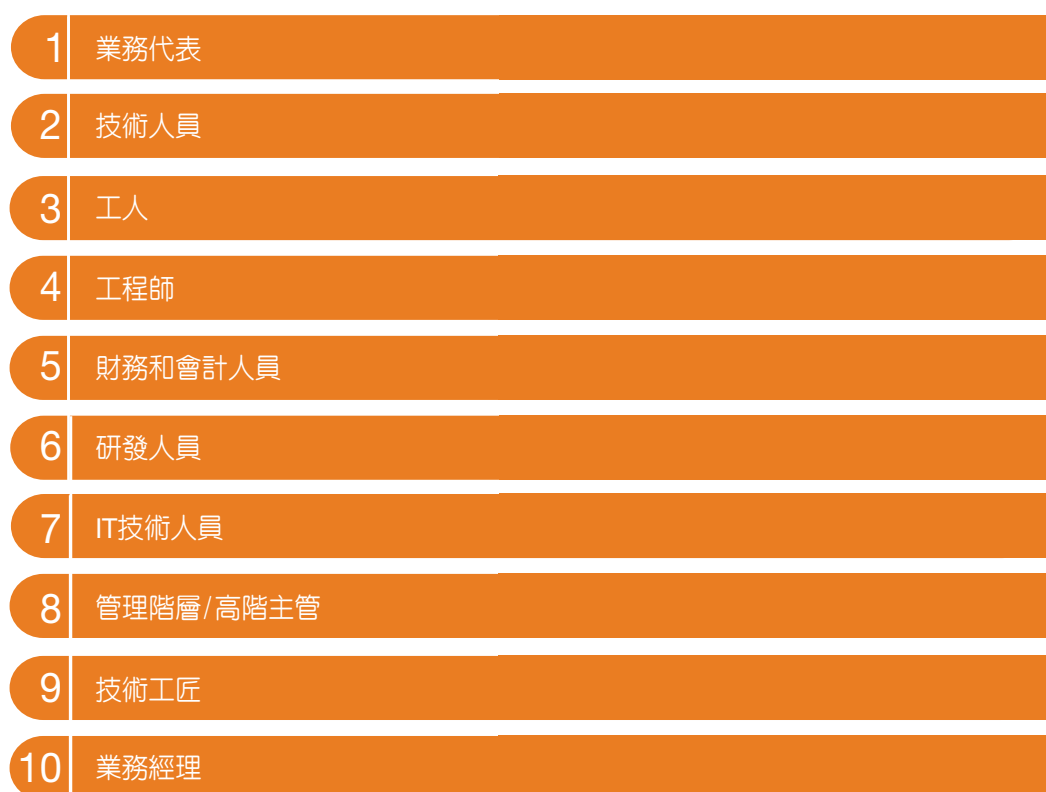 1 業務代表
2 技術人員
3 工人
4 工程師
5 財務和會計人員
6 研發人員
7 IT技術人員
8 管理階層/高階主管
9 技術工匠
10 業務經理